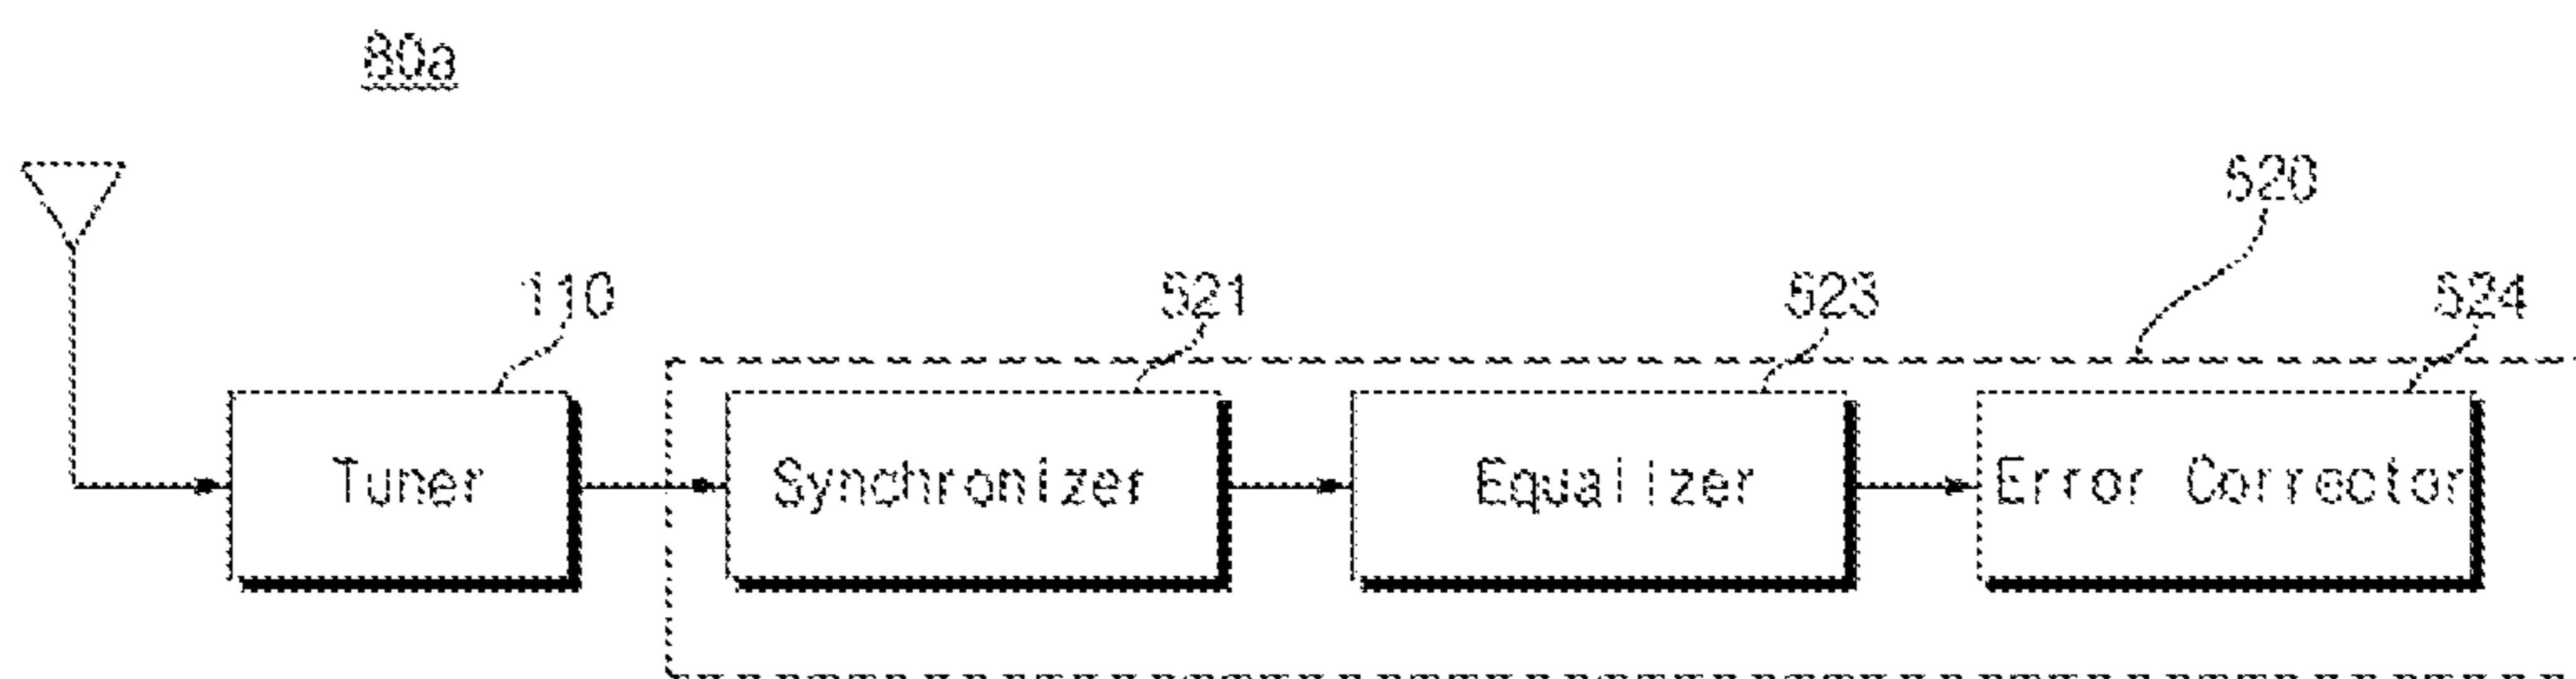 80a
520
110
521
523
524
Tuner
Synchronizer
Equalizer
Error Corrector